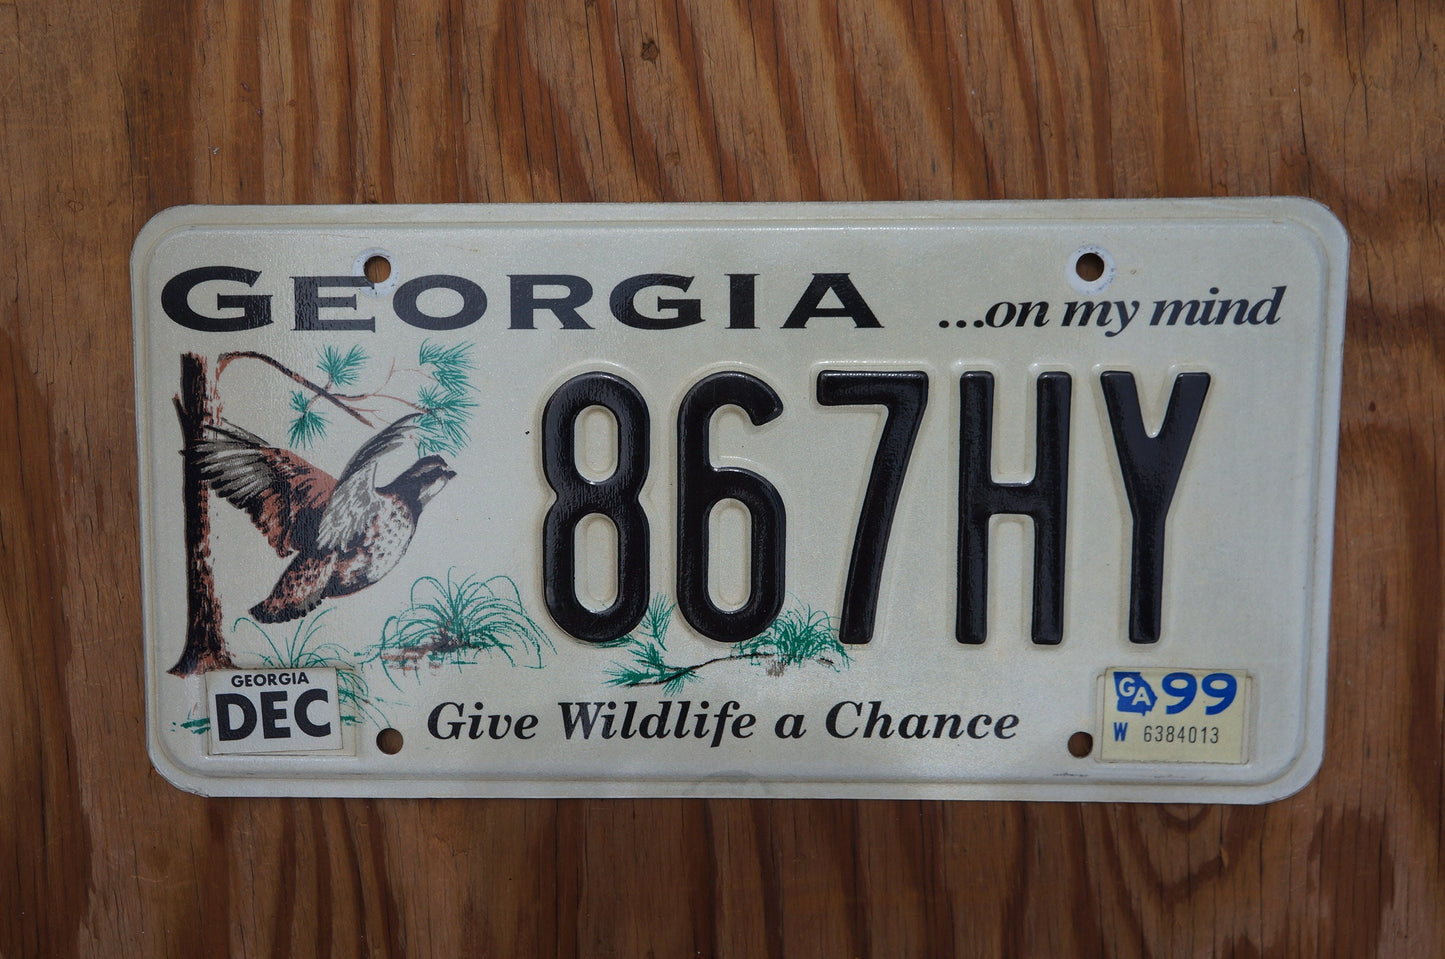 GEORGIA ...on my mind
867HY
GEORGIA
DEC
Give Wildlife a Chance
GA 99
W 6384013